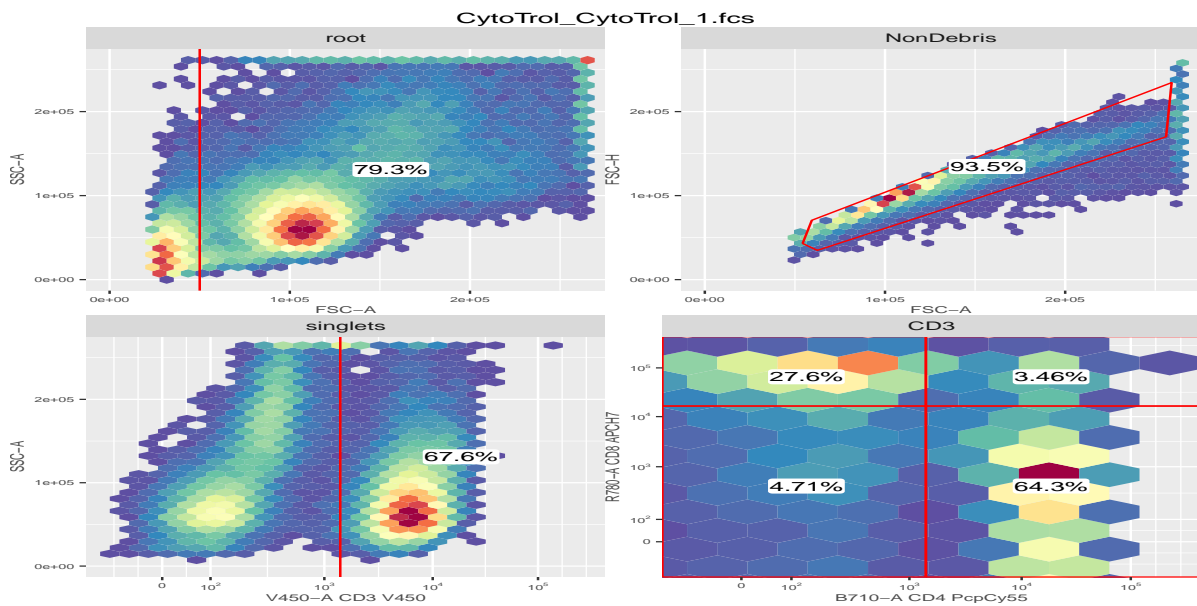 CytoTrol_CytoTrol_1.fcs
root
SSC-A
2e+05
1e+05
0e+00
79.3%
0e+00 1e+05 2e+05
FSC-A
NonDebris
FSC-H
2e+05
1e+05
0e+00
93.5%
0e+00 1e+05 2e+05
FSC-A
singlets
SSC-A
2e+05
1e+05
0e+00
67.6%
0 10² 10³ 10⁴ 10⁵
V450-A CD3 V450
CD3
R780-A CD8 APCH7
10⁵
10⁴
10³
10²
0
27.6% 3.46%
4.71% 64.3%
0 10² 10³ 10⁴ 10⁵
B710-A CD4 PcpCy55